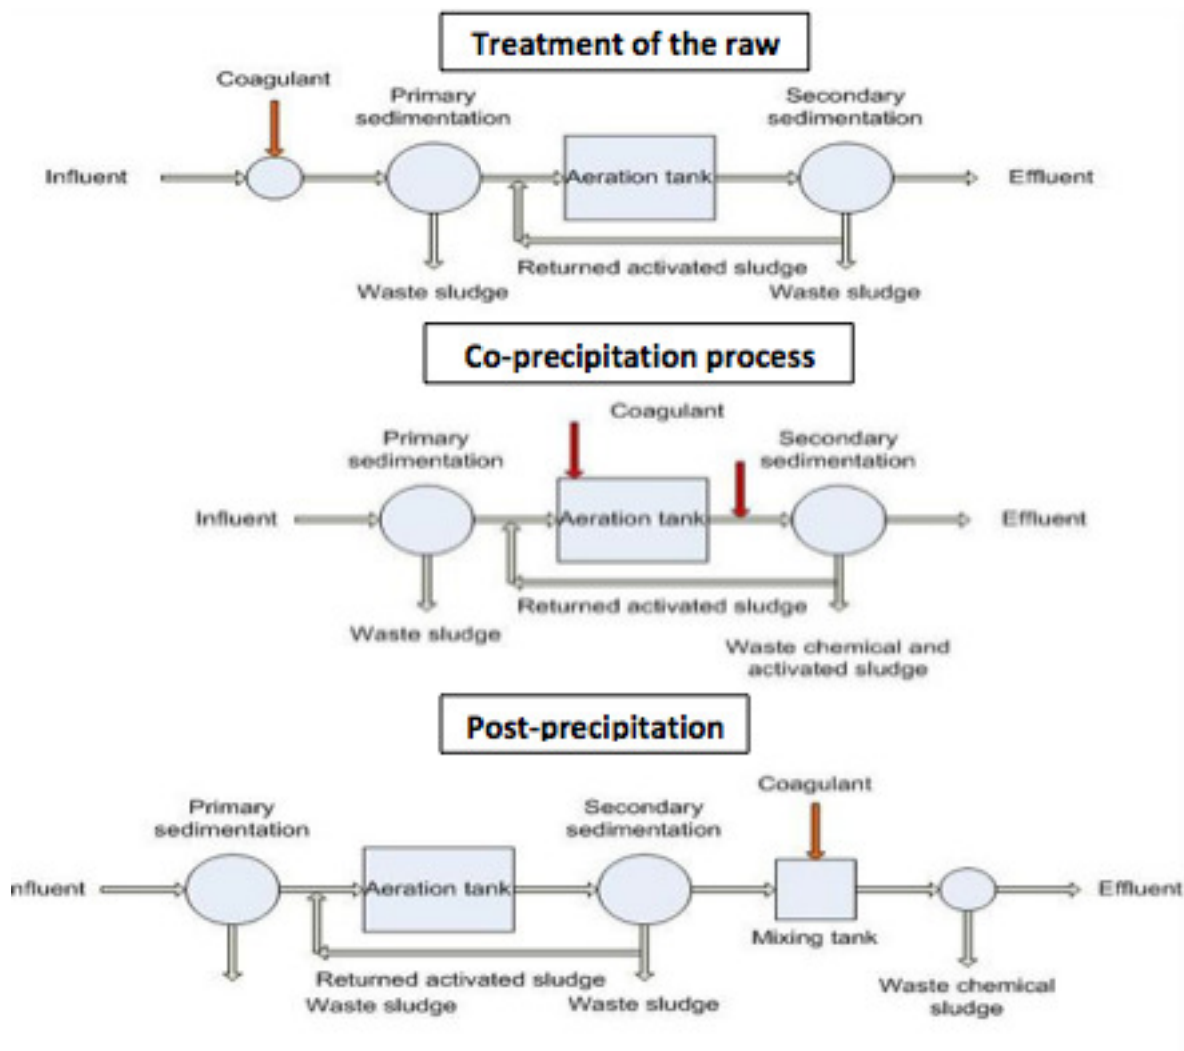 Treatment of the raw
Coagulant
Primary
sedimentation
Secondary
sedimentation
Influent
Aeration tank
Effluent
Returned activated sludge
Waste sludge
Waste sludge
Co-precipitation process
Coagulant
Primary
sedimentation
Secondary
sedimentation
Influent
Aeration tank
Effluent
Returned activated sludge
Waste sludge
Waste chemical and
activated sludge
Post-precipitation
Coagulant
Primary
sedimentation
Secondary
sedimentation
nfluent
Aeration tank
Effluent
Mixing tank
Returned activated sludge
Waste sludge
Waste sludge
Waste chemical
sludge